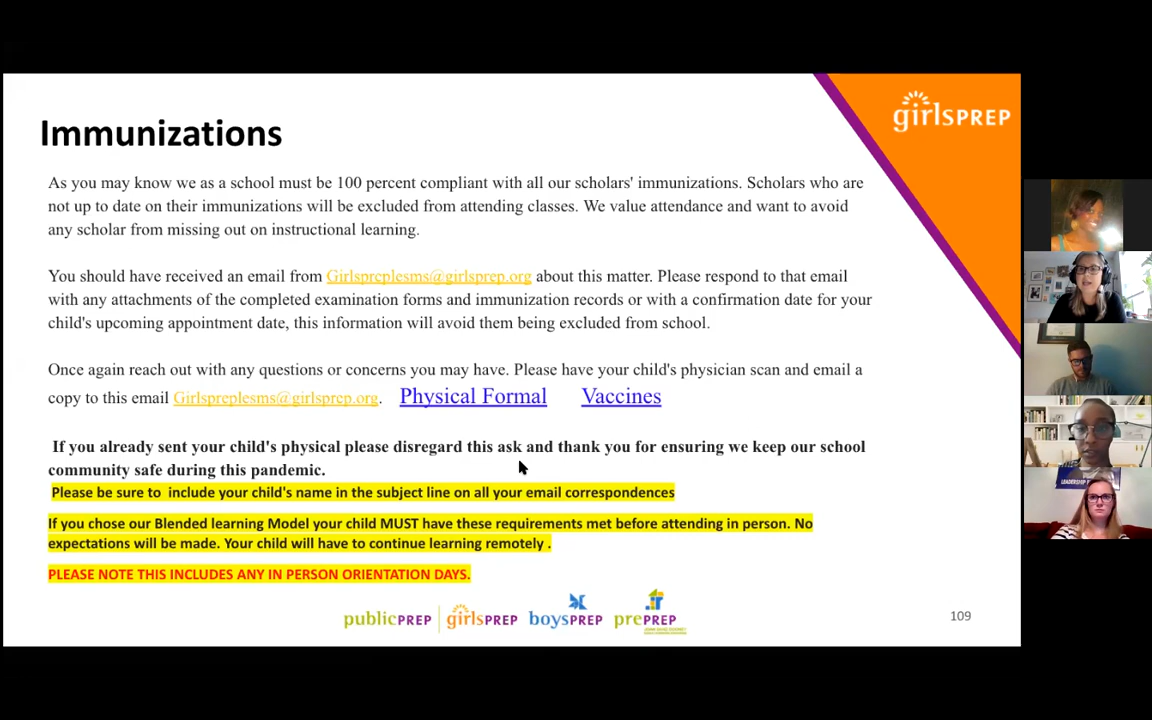 girlsPREP
Immunizations
As you may know we as a school must be 100 percent compliant with all our scholars' immunizations. Scholars who are
not up to date on their immunizations will be excluded from attending classes. We value attendance and want to avoid
any scholar from missing out on instructional learning.
You should have received an email from Girlspreplesms@girlsprep.org about this matter. Please respond to that email
with any attachments of the completed examination forms and immunization records or with a confirmation date for your
child's upcoming appointment date, this information will avoid them being excluded from school.
Once again reach out with any questions or concerns you may have. Please have your child's physician scan and email a
copy to this email Girlspreplesms@girlsprep.org. Physical Formal Vaccines
If you already sent your child's physical please disregard this ask and thank you for ensuring we keep our school
community safe during this pandemic.
Please be sure to include your child's name in the subject line on all your email correspondences
If you chose our Blended learning Model your child MUST have these requirements met before attending in person. No
expectations will be made. Your child will have to continue learning remotely .
PLEASE NOTE THIS INCLUDES ANY IN PERSON ORIENTATION DAYS.
publicPREP girlsPREP boysPREP prePREP
109
LEADERSHIP